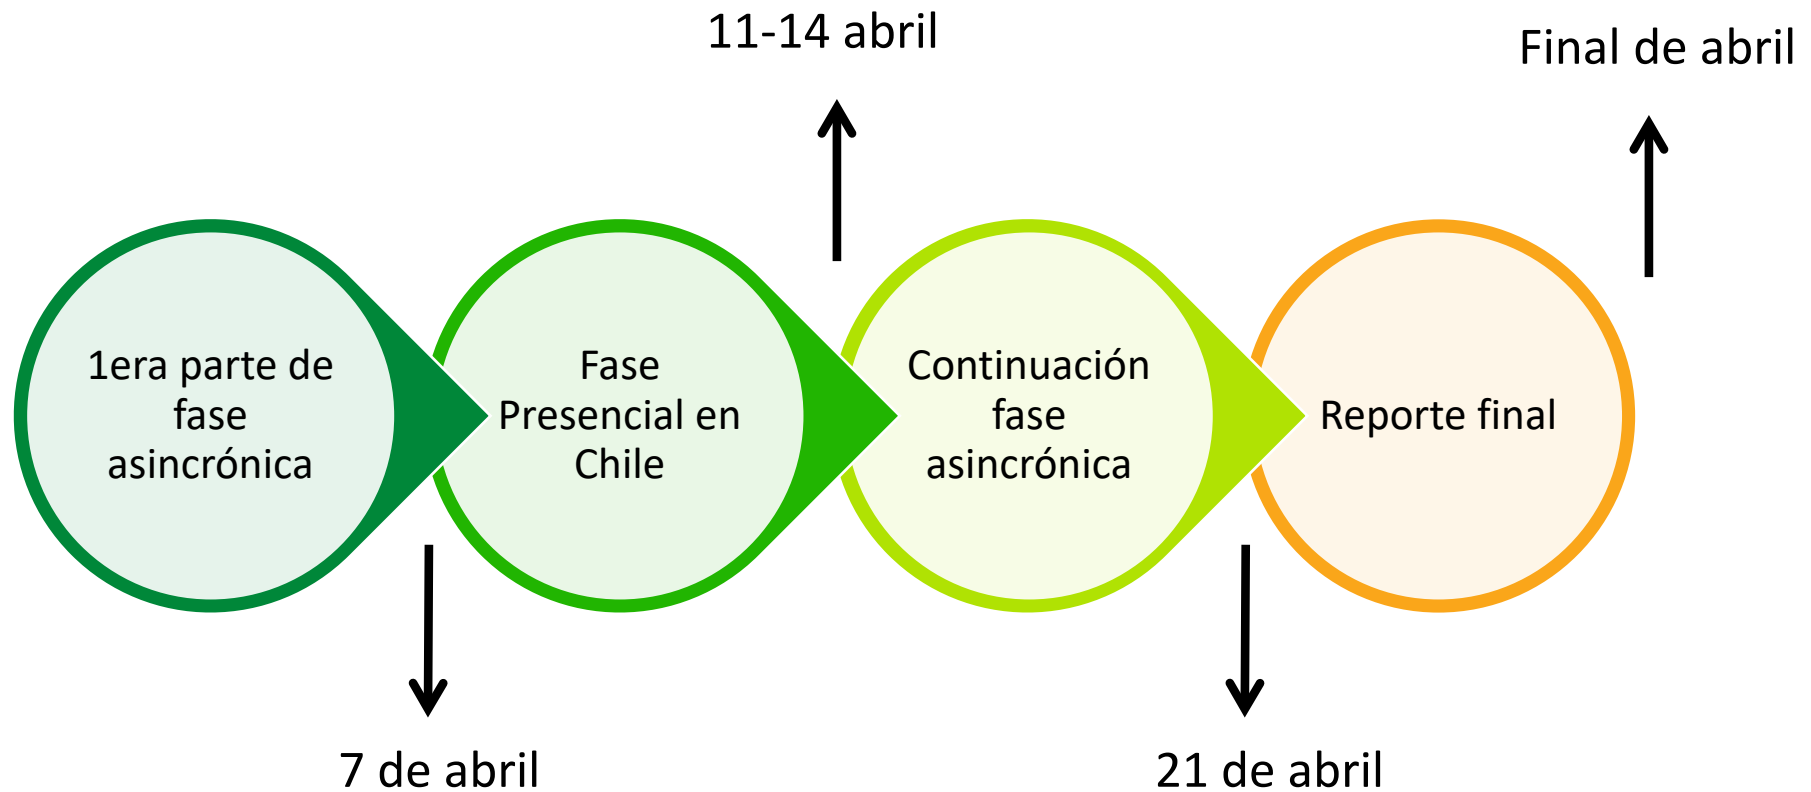 11-14 abril
Final de abril
1era parte de
fase
asincrónica
Fase
Presencial en
Chile
Continuación
fase
asincrónica
Reporte final
7 de abril
21 de abril